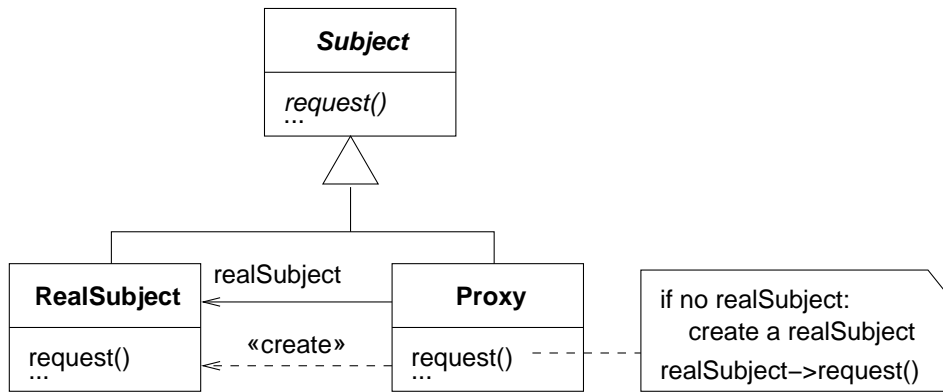 Subject
request()
...
realSubject
RealSubject
Proxy
«create»
request()
...
request()
...
if no realSubject:
create a realSubject
realSubject−>request()